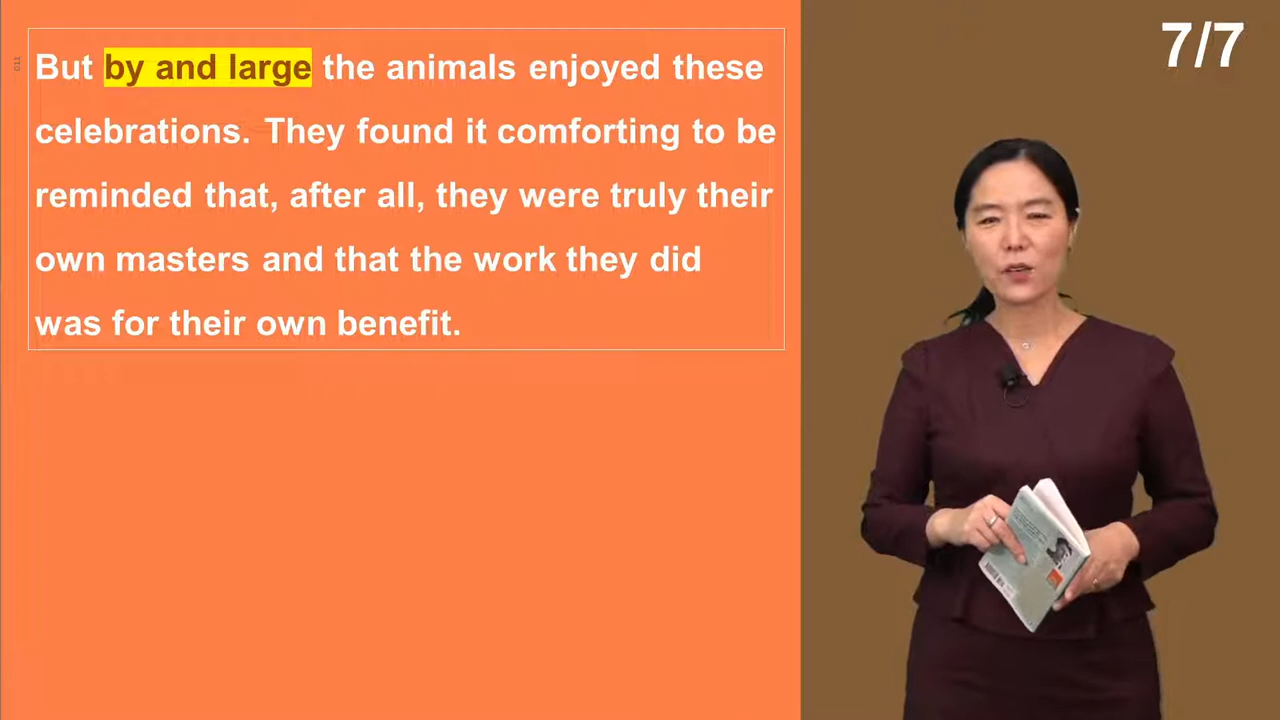 7/7
But by and large the animals enjoyed these
celebrations. They found it comforting to be
reminded that, after all, they were truly their
own masters and that the work they did
was for their own benefit.